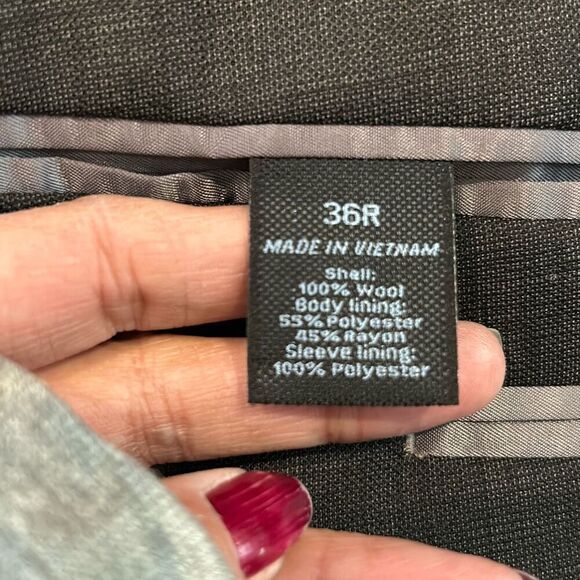 36R
MADE IN VIETNAM
Shell:
100% Wool
Body lining:
55% Polyester
45% Rayon
Sleeve lining:
100% Polyester